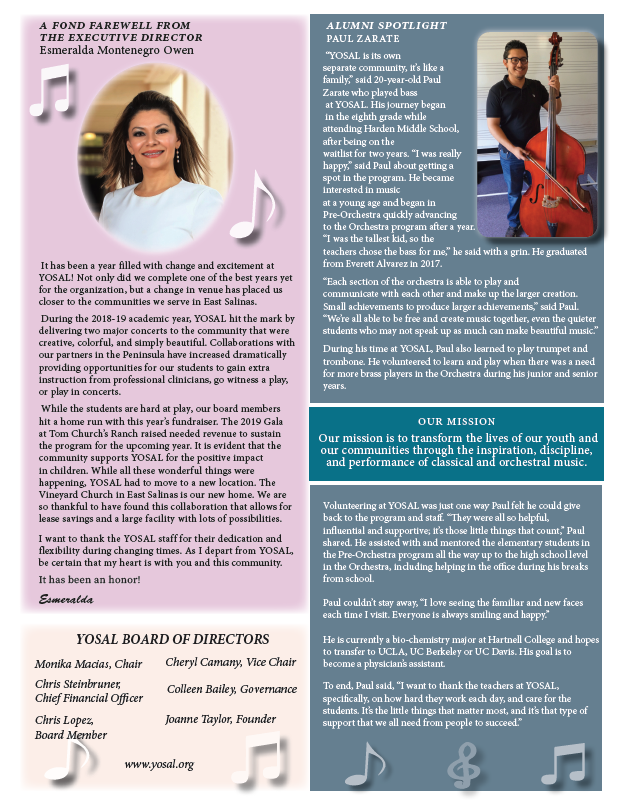 A FOND FAREWELL FROM
THE EXECUTIVE DIRECTOR
Esmeralda Montenegro Owen
It has been a year filled with change and excitement at
YOSAL! Not only did we complete one of the best years yet
for the organization, but a change in venue has placed us
closer to the communities we serve in East Salinas.
During the 2018-19 academic year, YOSAL hit the mark by
delivering two major concerts to the community that were
creative, colorful, and simply beautiful. Collaborations with
our partners in the Peninsula have increased dramatically
providing opportunities for our students to gain extra
instruction from professional clinicians, go witness a play,
or play in concerts.
While the students are hard at play, our board members
hit a home run with this year's fundraiser. The 2019 Gala
at Tom Church's Ranch raised needed revenue to sustain
the program for the upcoming year. It is evident that the
community supports YOSAL for the positive impact
in children. While all these wonderful things were
happening, YOSAL had to move to a new location. The
Vineyard Church in East Salinas is our new home. We are
so thankful to have found this collaboration that allows for
lease savings and a large facility with lots of possibilities.
I want to thank the YOSAL staff for their dedication and
flexibility during changing times. As I depart from YOSAL,
be certain that my heart is with you and this community.
It has been an honor!
Esmeralda
YOSAL BOARD OF DIRECTORS
Monika Macias, Chair
Chris Steinbruner,
Chief Financial Officer
Chris Lopez,
Board Member
Cheryl Camany, Vice Chair
Colleen Bailey, Governance
Joanne Taylor, Founder
www.yosal.org
ALUMNI SPOTLIGHT
PAUL ZARATE
"YOSAL is its own
separate community, it's like a
family," said 20-year-old Paul
Zarate who played bass
at YOSAL. His journey began
in the eighth grade while
attending Harden Middle School,
after being on the
waitlist for two years. "I was really
happy," said Paul about getting a
spot in the program. He became
interested in music
at a young age and began in
Pre-Orchestra quickly advancing
to the Orchestra program after a year.
"I was the tallest kid, so the
teachers chose the bass for me," he said with a grin. He graduated
from Everett Alvarez in 2017.
"Each section of the orchestra is able to play and
communicate with each other and make up the larger creation.
Small achievements to produce larger achievements," said Paul.
"We're all able to be free and create music together, even the quieter
students who may not speak up as much can make beautiful music."
During his time at YOSAL, Paul also learned to play trumpet and
trombone. He volunteered to learn and play when there was a need
for more brass players in the Orchestra during his junior and senior
years.
OUR MISSION
Our mission is to transform the lives of our youth and
our communities through the inspiration, discipline,
and performance of classical and orchestral music.
Volunteering at YOSAL was just one way Paul felt he could give
back to the program and staff. "They were all so helpful,
influential and supportive; it's those little things that count," Paul
shared. He assisted with and mentored the elementary students in
the Pre-Orchestra program all the way up to the high school level
in the Orchestra, including helping in the office during his breaks
from school.
Paul couldn't stay away, "I love seeing the familiar and new faces
each time I visit. Everyone is always smiling and happy."
He is currently a bio-chemistry major at Hartnell College and hopes
to transfer to UCLA, UC Berkeley or UC Davis. His goal is to
become a physician's assistant.
To end, Paul said, "I want to thank the teachers at YOSAL,
specifically, on how hard they work each day, and care for the
students. It's the little things that matter most, and it's that type of
support that we all need from people to succeed."